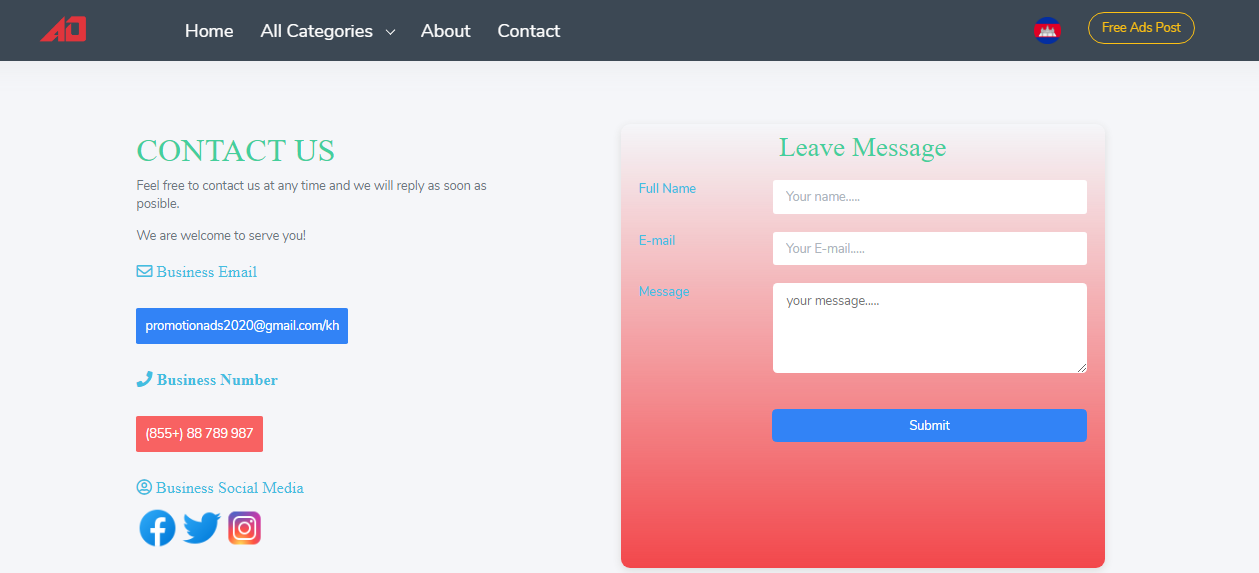 AD
Home
All Categories
About
Contact
Free Ads Post
CONTACT US
Feel free to contact us at any time and we will reply as soon as
posible.
We are welcome to serve you!
Business Email
promotionads2020@gmail.com/kh
Business Number
(855+) 88 789 987
Business Social Media
Leave Message
Full Name
Your name.....
E-mail
Your E-mail.....
Message
your message.....
Submit